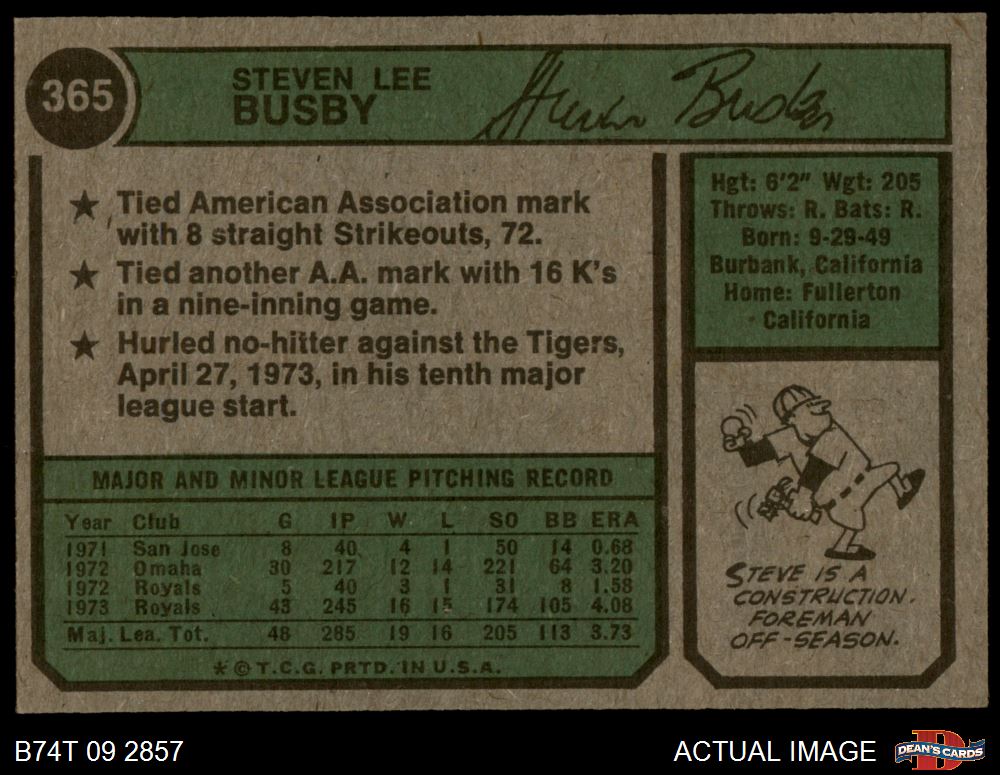 365
STEVEN LEE
BUSBY
Steven Busby
★ Tied American Association mark
with 8 straight Strikeouts, 72.
★ Tied another A.A. mark with 16 K's
in a nine-inning game.
★ Hurled no-hitter against the Tigers,
April 27, 1973, in his tenth major
league start.
Hgt: 6'2" Wgt: 205
Throws: R. Bats: R.
Born: 9-29-49
Burbank, California
Home: Fullerton
California
MAJOR AND MINOR LEAGUE PITCHING RECORD
Year Club G IP W L SO BB ERA
1971 San Jose 8 40 4 1 50 14 0.68
1972 Omaha 30 217 12 14 221 64 3.20
1972 Royals 5 40 3 1 31 8 1.58
1973 Royals 43 245 16 15 174 105 4.08
Maj. Lea. Tot. 48 285 19 16 205 113 3.73
*© T.C.G. PRTD. IN U.S.A.
STEVE IS A
CONSTRUCTION
FOREMAN
OFF-SEASON.
B74T 09 2857
ACTUAL IMAGE
DEAN'S CARDS